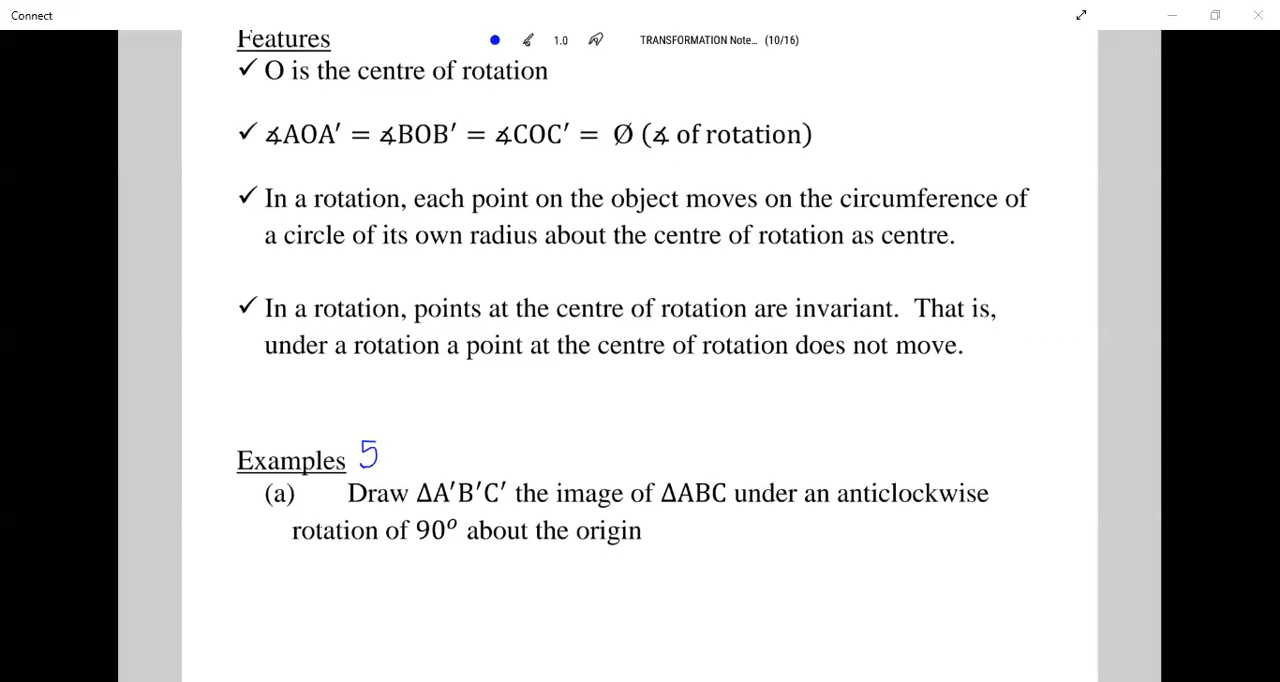 Connect
Features
1.0
TRANSFORMATION Note... (10/16)
✓ O is the centre of rotation
✓ ∡AOA′ = ∡BOB′ = ∡COC′ = Ø (∡ of rotation)
✓ In a rotation, each point on the object moves on the circumference of
a circle of its own radius about the centre of rotation as centre.
✓ In a rotation, points at the centre of rotation are invariant. That is,
under a rotation a point at the centre of rotation does not move.
Examples 5
(a) Draw ΔA′B′C′ the image of ΔABC under an anticlockwise
rotation of 90° about the origin